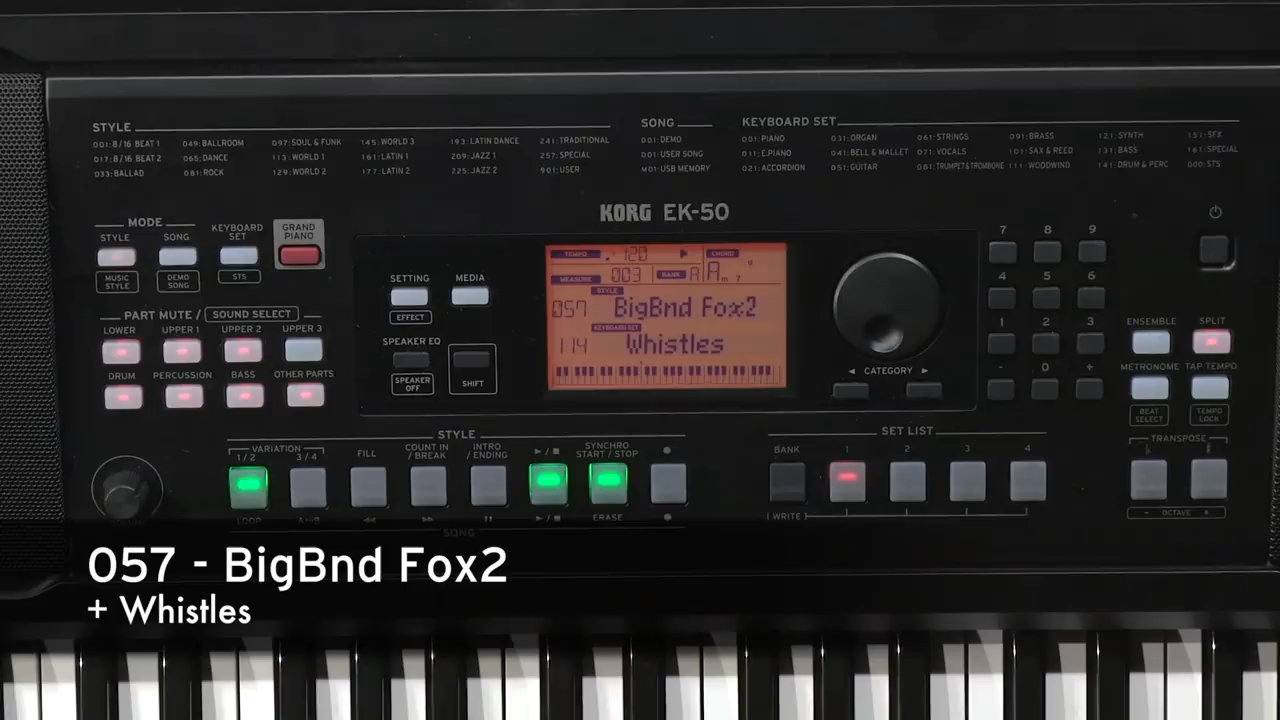 STYLE
001: 8/16 BEAT 1 049: BALLROOM 097: SOUL & FUNK 145: WORLD 3 193: LATIN DANCE 241: TRADITIONAL
017: 8/16 BEAT 2 065: DANCE 113: WORLD 1 161: LATIN 1 209: JAZZ 1 257: SPECIAL
033: BALLAD 081: ROCK 129: WORLD 2 177: LATIN 2 225: JAZZ 2 901: USER
SONG
001: DEMO
001: USER SONG
M01: USB MEMORY
KEYBOARD SET
001: PIANO 031: ORGAN 061: STRINGS 091: BRASS 121: SYNTH 151: SFX
011: E.PIANO 041: BELL & MALLET 071: VOCALS 101: SAX & REED 131: BASS 161: SPECIAL
021: ACCORDION 051: GUITAR 081: TRUMPET&TROMBONE 111: WOODWIND 141: DRUM & PERC 000: STS
KORG EK-50
MODE
STYLE SONG KEYBOARD SET GRAND PIANO
MUSIC STYLE DEMO SONG STS
PART MUTE / SOUND SELECT
LOWER UPPER 1 UPPER 2 UPPER 3
DRUM PERCUSSION BASS OTHER PARTS
SETTING MEDIA
EFFECT
SPEAKER EQ
SPEAKER OFF SHIFT
TEMPO 120 CHORD
MEASURE 003 BANK A Am7
STYLE
057 BigBnd Fox2
KEYBOARD SET
114 Whistles
CATEGORY
7 8 9
4 5 6
1 2 3
- 0 +
ENSEMBLE SPLIT
METRONOME TAP TEMPO
BEAT SELECT TEMPO LOCK
TRANSPOSE
- OCTAVE +
STYLE
VARIATION
1/2 3/4 FILL COUNT IN / BREAK INTRO / ENDING SYNCHRO START / STOP
LOOP A↔B ERASE
SONG
SET LIST
BANK 1 2 3 4
(WRITE)
057 - BigBnd Fox2
+ Whistles